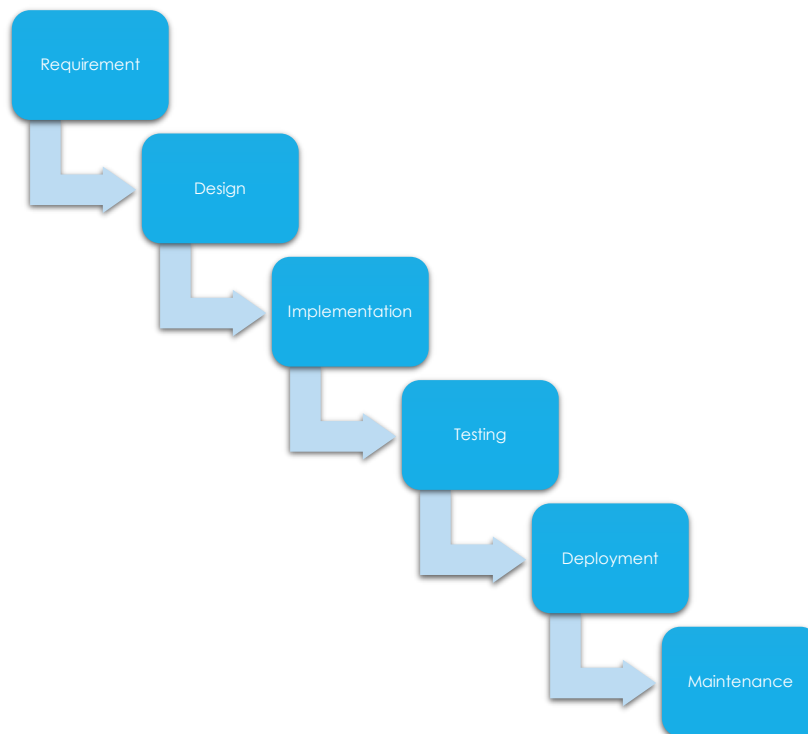 Requirement
Design
Implementation
Testing
Deployment
Maintenance